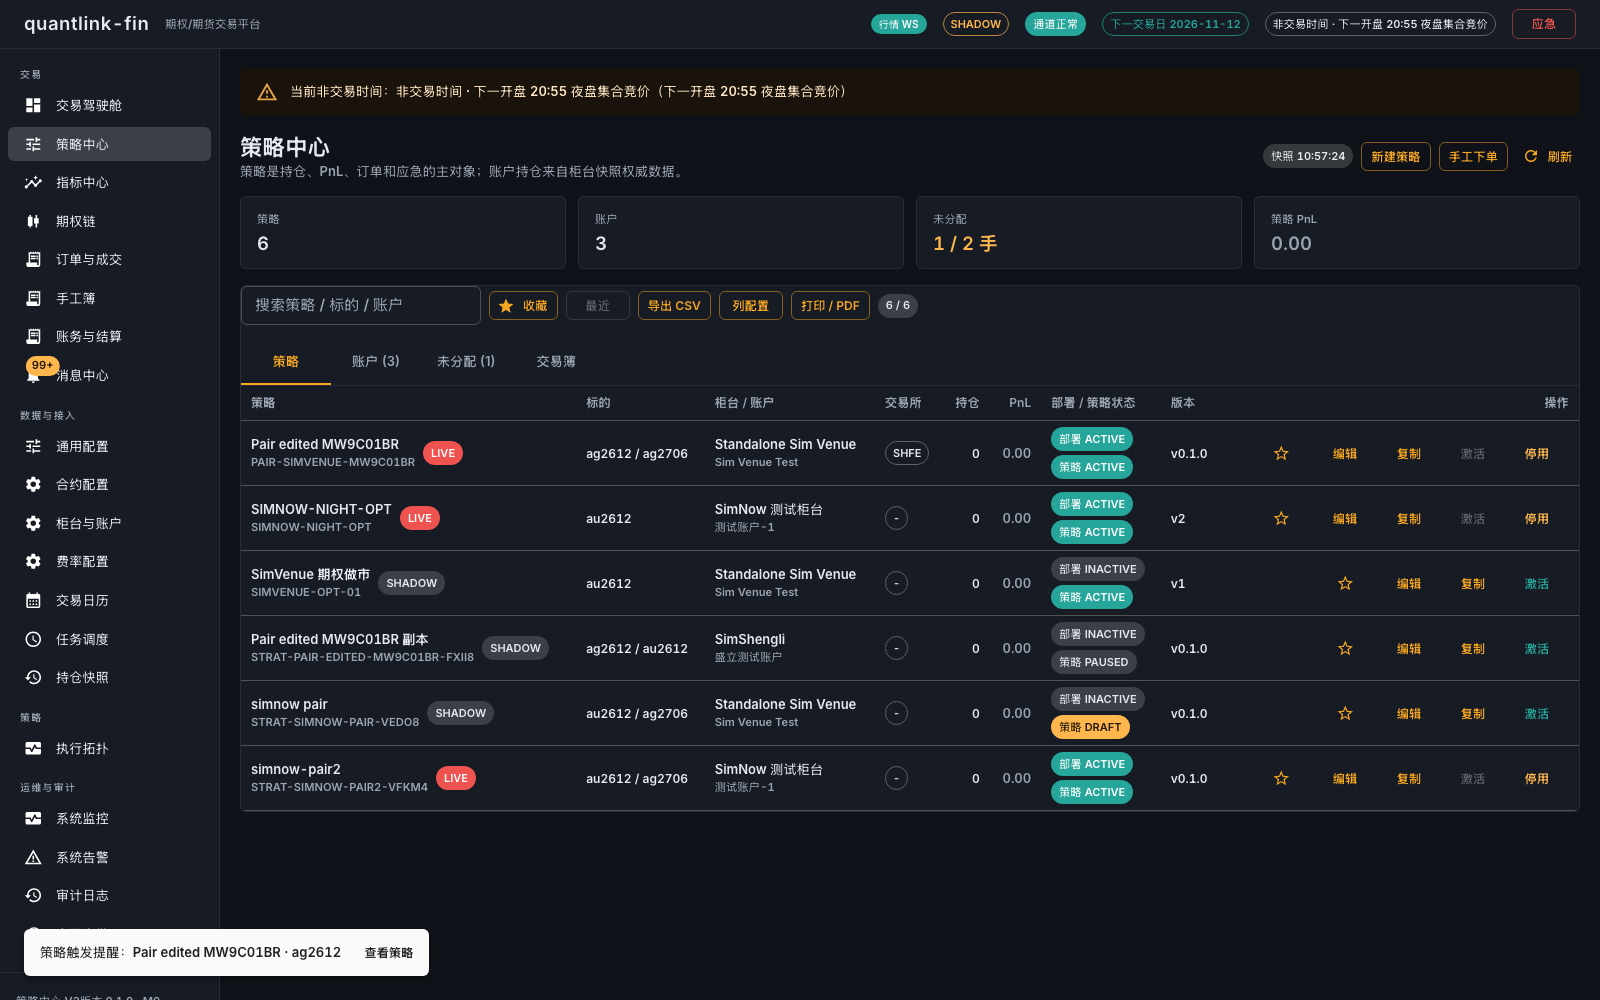 quantlink-fin 期权/期货交易平台 行情 WS SHADOW 通道正常 下一交易日 2026-11-12 非交易时间 · 下一开盘 20:55 夜盘集合竞价 应急
交易
交易驾驶舱
策略中心
指标中心
期权链
订单与成交
手工簿
账务与结算
99+
消息中心
数据与接入
通用配置
合约配置
柜台与账户
费率配置
交易日历
任务调度
持仓快照
策略
执行拓扑
运维与审计
系统监控
系统告警
审计日志
当前非交易时间：非交易时间 · 下一开盘 20:55 夜盘集合竞价（下一开盘 20:55 夜盘集合竞价）
策略中心
策略是持仓、PnL、订单和应急的主对象；账户持仓来自柜台快照权威数据。
快照 10:57:24 新建策略 手工下单 刷新
策略 账户 未分配 策略 PnL
6 3 1 / 2 手 0.00
搜索策略 / 标的 / 账户 收藏 最近 导出 CSV 列配置 打印 / PDF 6 / 6
策略 账户 (3) 未分配 (1) 交易簿
策略 标的 柜台 / 账户 交易所 持仓 PnL 部署 / 策略状态 版本 操作
Pair edited MW9C01BR LIVE ag2612 / ag2706 Standalone Sim Venue SHFE 0 0.00 部署 ACTIVE v0.1.0 编辑 复制 激活 停用
PAIR-SIMVENUE-MW9C01BR Sim Venue Test 策略 ACTIVE
SIMNOW-NIGHT-OPT LIVE au2612 SimNow 测试柜台 - 0 0.00 部署 ACTIVE v2 编辑 复制 激活 停用
SIMNOW-NIGHT-OPT 测试账户-1 策略 ACTIVE
SimVenue 期权做市 SHADOW au2612 Standalone Sim Venue - 0 0.00 部署 INACTIVE v1 编辑 复制 激活
SIMVENUE-OPT-01 Sim Venue Test 策略 ACTIVE
Pair edited MW9C01BR 副本 SHADOW ag2612 / au2612 SimShengli - 0 0.00 部署 INACTIVE v0.1.0 编辑 复制 激活
STRAT-PAIR-EDITED-MW9C01BR-FXII8 盛立测试账户 策略 PAUSED
simnow pair SHADOW au2612 / ag2706 Standalone Sim Venue - 0 0.00 部署 INACTIVE v0.1.0 编辑 复制 激活
STRAT-SIMNOW-PAIR-VEDO8 Sim Venue Test 策略 DRAFT
simnow-pair2 LIVE au2612 / ag2706 SimNow 测试柜台 - 0 0.00 部署 ACTIVE v0.1.0 编辑 复制 激活 停用
STRAT-SIMNOW-PAIR2-VFKM4 测试账户-1 策略 ACTIVE
策略触发提醒：Pair edited MW9C01BR · ag2612 查看策略